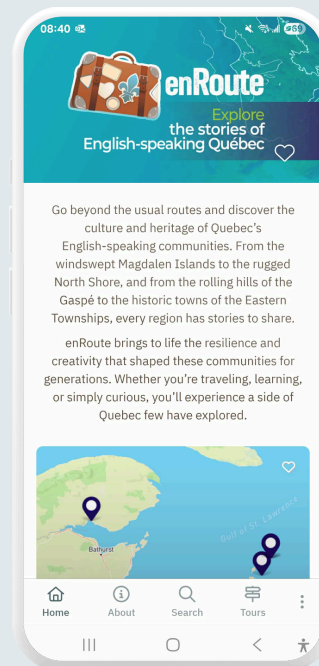 08:40
69
enRoute
Explore
the stories of
English-speaking Québec
Go beyond the usual routes and discover the
culture and heritage of Quebec's
English-speaking communities. From the
windswept Magdalen Islands to the rugged
North Shore, and from the rolling hills of the
Gaspé to the historic towns of the Eastern
Townships, every region has stories to share.
enRoute brings to life the resilience and
creativity that shaped these communities for
generations. Whether you're traveling, learning,
or simply curious, you'll experience a side of
Quebec few have explored.
Gulf of St. Lawrence
Bathurst
Home
About
Search
Tours